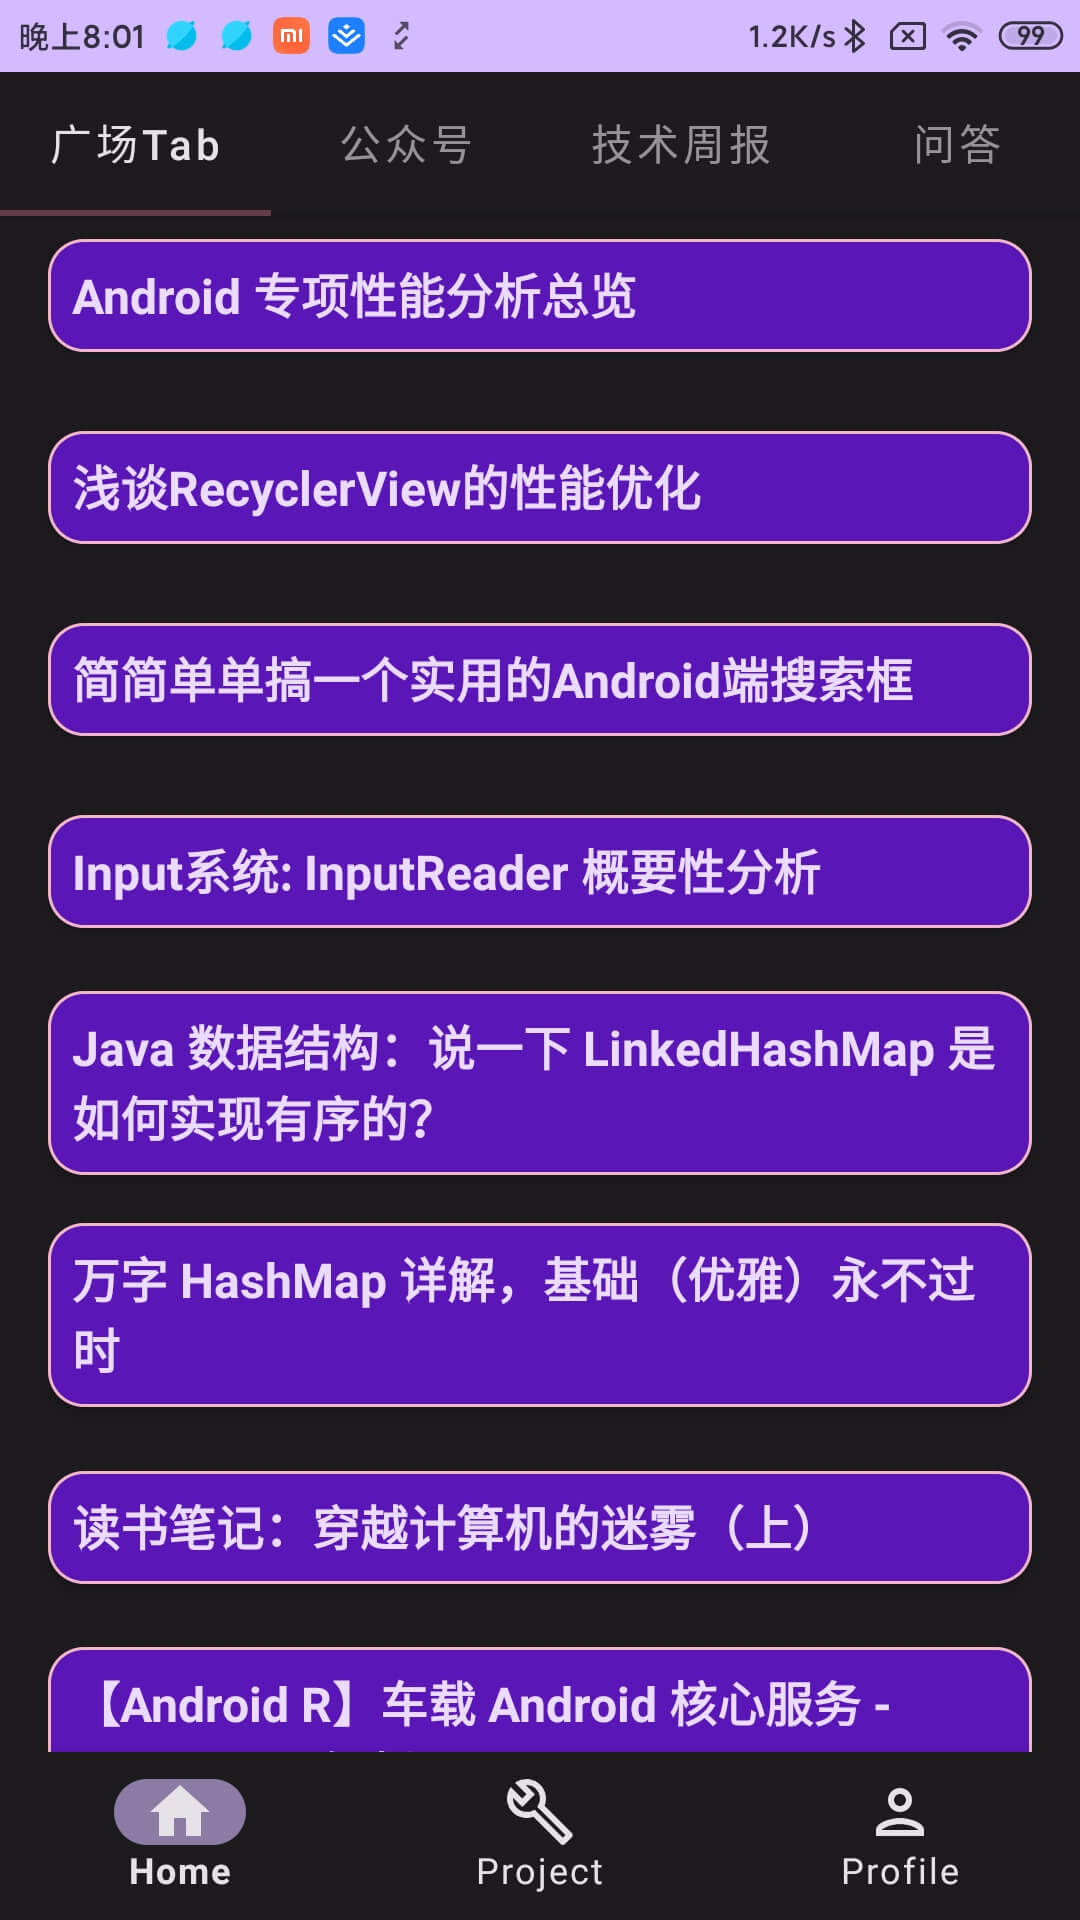 晚上8:01
1.2K/s
99
广场Tab
公众号
技术周报
问答
Android 专项性能分析总览
浅谈RecyclerView的性能优化
简简单单搞一个实用的Android端搜索框
Input系统: InputReader 概要性分析
Java 数据结构：说一下 LinkedHashMap 是
如何实现有序的？
万字 HashMap 详解，基础（优雅）永不过
时
读书笔记：穿越计算机的迷雾（上）
【Android R】车载 Android 核心服务 -
Home
Project
Profile